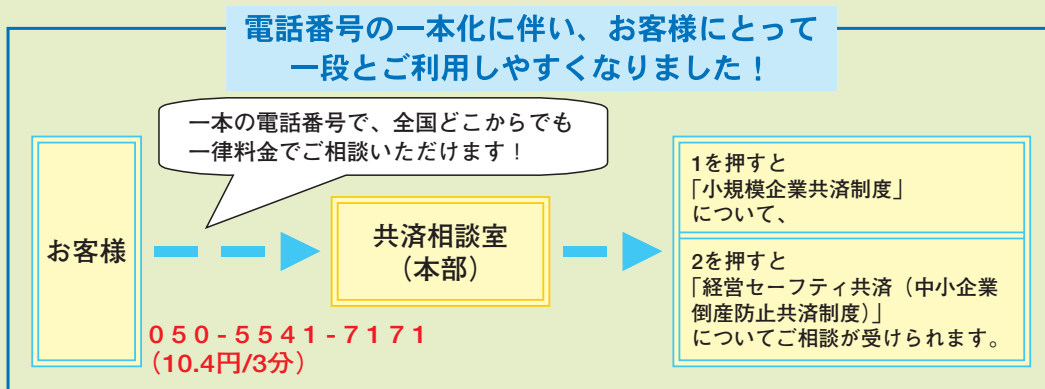 電話番号の一本化に伴い、お客様にとって
一段とご利用しやすくなりました！
一本の電話番号で、全国どこからでも
一律料金でご相談いただけます！
お客様
050-5541-7171
（10.4円/3分）
共済相談室
（本部）
1を押すと
「小規模企業共済制度」
について、
2を押すと
「経営セーフティ共済（中小企業
倒産防止共済制度）」
についてご相談が受けられます。